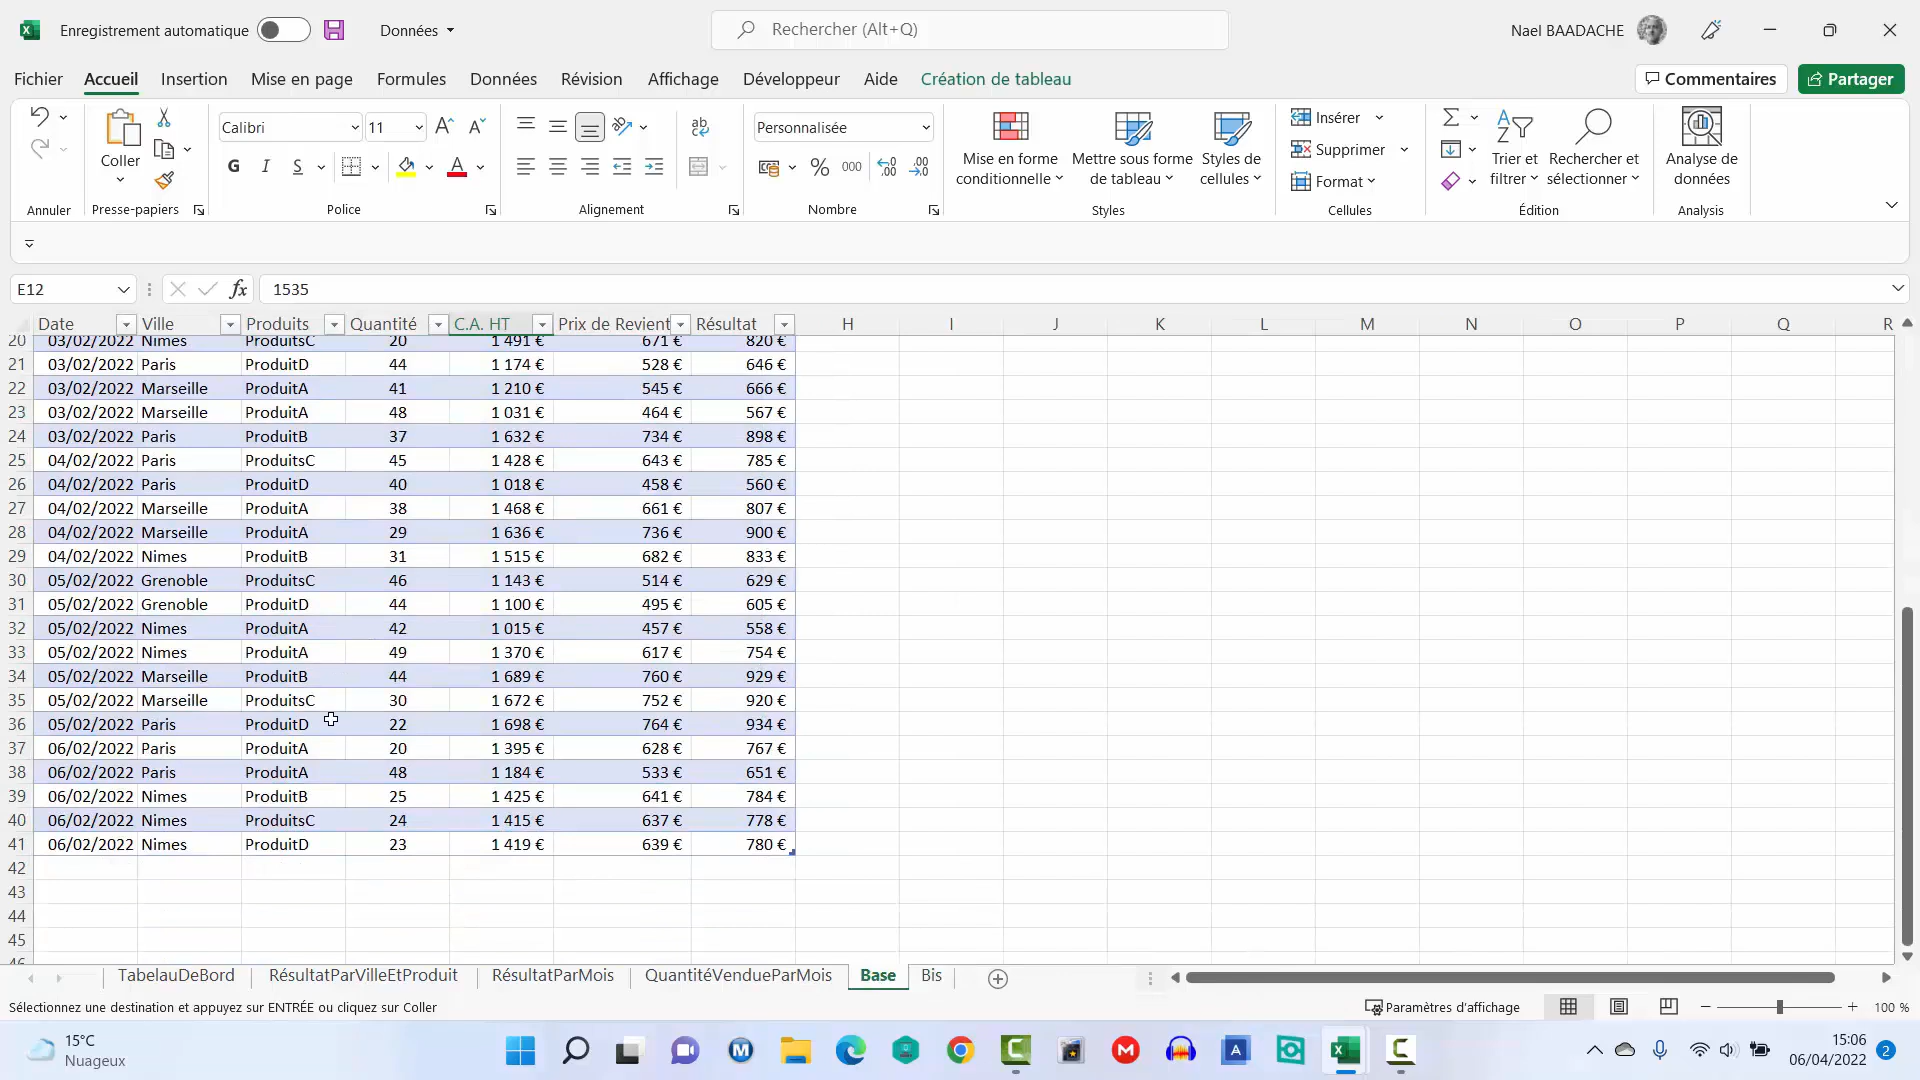 Enregistrement automatique Données Rechercher (Alt+Q) Nael BAADACHE
Fichier Accueil Insertion Mise en page Formules Données Révision Affichage Développeur Aide Création de tableau Commentaires Partager
Calibri 11 Personnalisée
Coller
G I S
% 000
Mise en forme conditionnelle
Mettre sous forme de tableau
Styles de cellules
Insérer
Supprimer
Format
Trier et filtrer
Rechercher et sélectionner
Analyse de données
Annuler Presse-papiers Police Alignement Nombre Styles Cellules Édition Analysis
E12 fx 1535
Date Ville Produits Quantité C.A. HT Prix de Revient Résultat H I J K L M N O P Q R
20 03/02/2022 Nimes ProduitsC 20 1 491 € 671 € 820 €
21 03/02/2022 Paris ProduitD 44 1 174 € 528 € 646 €
22 03/02/2022 Marseille ProduitA 41 1 210 € 545 € 666 €
23 03/02/2022 Marseille ProduitA 48 1 031 € 464 € 567 €
24 03/02/2022 Paris ProduitB 37 1 632 € 734 € 898 €
25 04/02/2022 Paris ProduitsC 45 1 428 € 643 € 785 €
26 04/02/2022 Paris ProduitD 40 1 018 € 458 € 560 €
27 04/02/2022 Marseille ProduitA 38 1 468 € 661 € 807 €
28 04/02/2022 Marseille ProduitA 29 1 636 € 736 € 900 €
29 04/02/2022 Nimes ProduitB 31 1 515 € 682 € 833 €
30 05/02/2022 Grenoble ProduitsC 46 1 143 € 514 € 629 €
31 05/02/2022 Grenoble ProduitD 44 1 100 € 495 € 605 €
32 05/02/2022 Nimes ProduitA 42 1 015 € 457 € 558 €
33 05/02/2022 Nimes ProduitA 49 1 370 € 617 € 754 €
34 05/02/2022 Marseille ProduitB 44 1 689 € 760 € 929 €
35 05/02/2022 Marseille ProduitsC 30 1 672 € 752 € 920 €
36 05/02/2022 Paris ProduitD 22 1 698 € 764 € 934 €
37 06/02/2022 Paris ProduitA 20 1 395 € 628 € 767 €
38 06/02/2022 Paris ProduitA 48 1 184 € 533 € 651 €
39 06/02/2022 Nimes ProduitB 25 1 425 € 641 € 784 €
40 06/02/2022 Nimes ProduitsC 24 1 415 € 637 € 778 €
41 06/02/2022 Nimes ProduitD 23 1 419 € 639 € 780 €
42
43
44
45
46
TabelauDeBord RésultatParVilleEtProduit RésultatParMois QuantitéVendueParMois Base Bis
Sélectionnez une destination et appuyez sur ENTRÉE ou cliquez sur Coller Paramètres d'affichage 100 %
15°C
Nuageux
15:06
06/04/2022 2